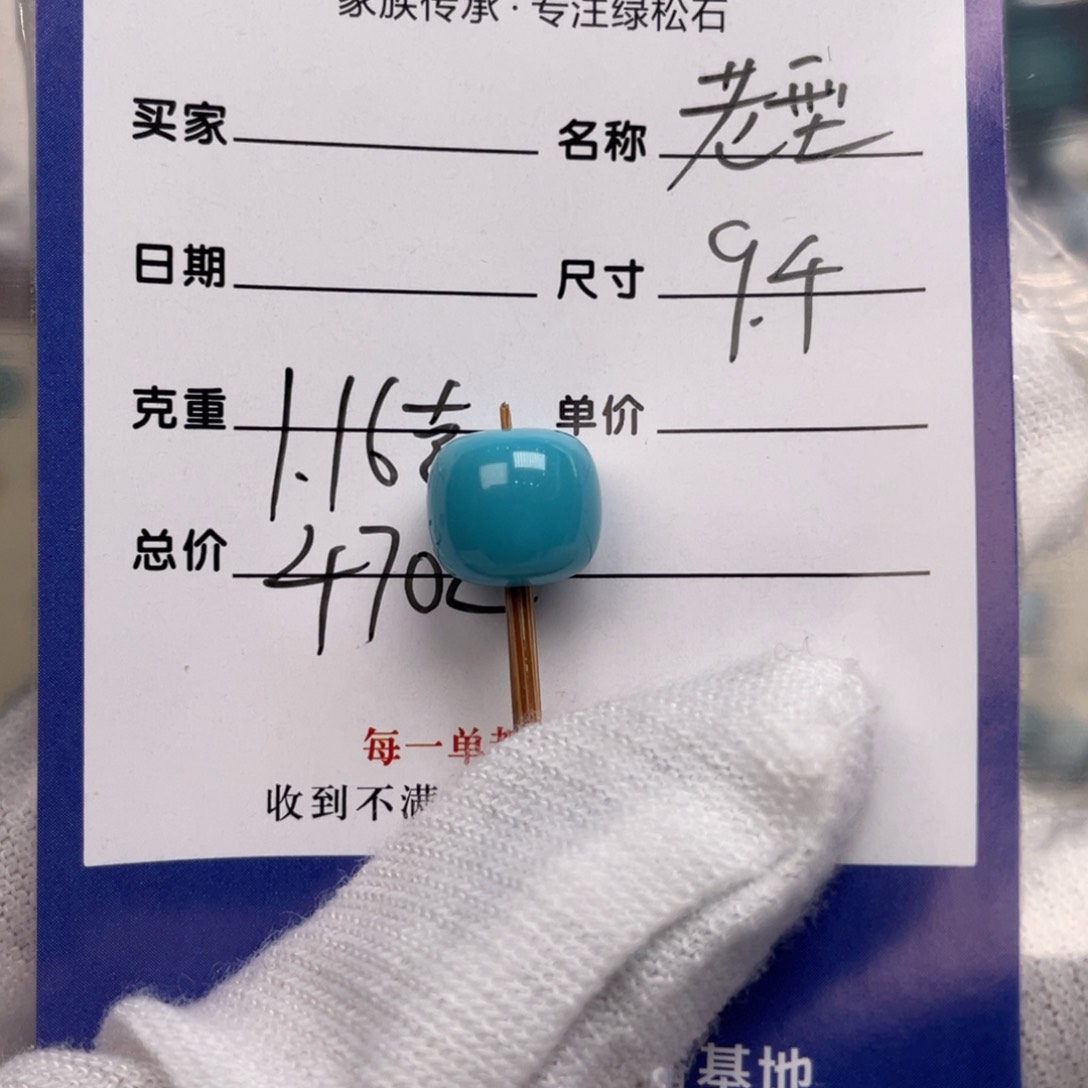 家族传承·专注绿松石
买家 名称 老型
日期 尺寸 9.4
克重 1.16克 单价
总价 470
每一单都
收到不满
基地